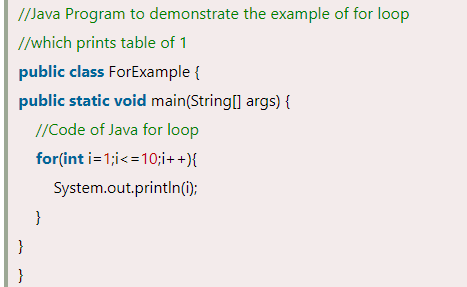 //Java Program to demonstrate the example of for loop
//which prints table of 1
public class ForExample {
public static void main(String[] args) {
//Code of Java for loop
for(int i=1;i<=10;i++){
System.out.println(i);
}
}
}